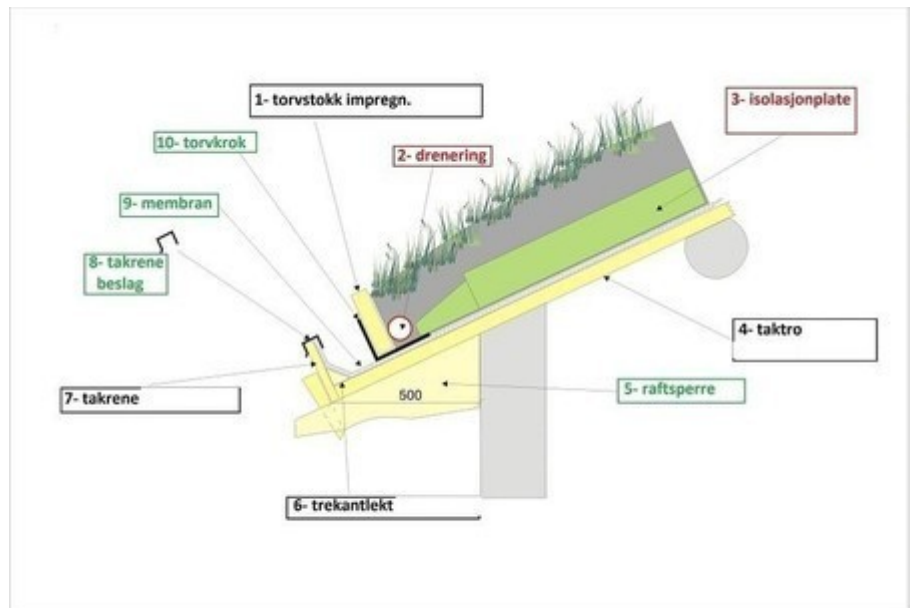 1- torvstokk impregn.
3- isolasjonplate
10- torvkrok
2- drenering
9- membran
8- takrene
beslag
4- taktro
7- takrene
500
5- raftsperre
6- trekantlekt